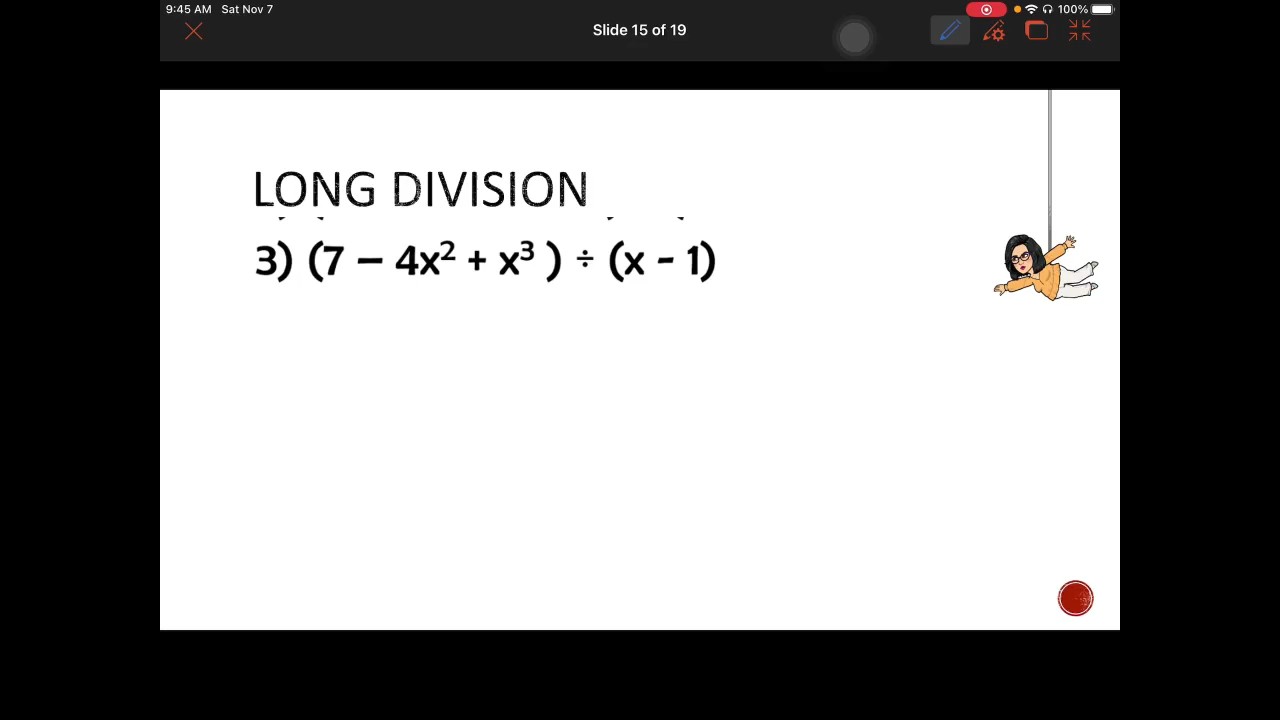 9:45 AM Sat Nov 7
100%
Slide 15 of 19
LONG DIVISION
3) (7 – 4x² + x³ ) ÷ (x - 1)